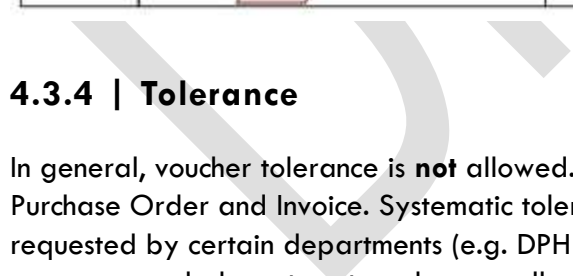 4.3.4 | Tolerance
In general, voucher tolerance is not allowed.
Purchase Order and Invoice. Systematic toler
requested by certain departments (e.g. DPH